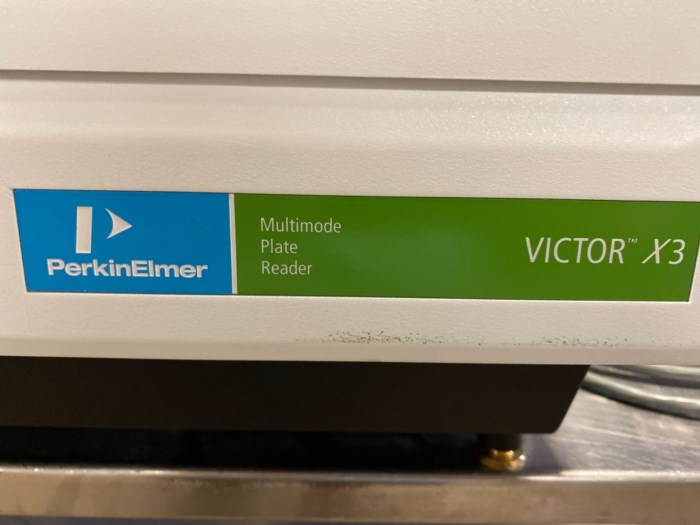 PerkinElmer
Multimode
Plate
Reader
VICTOR™ X3